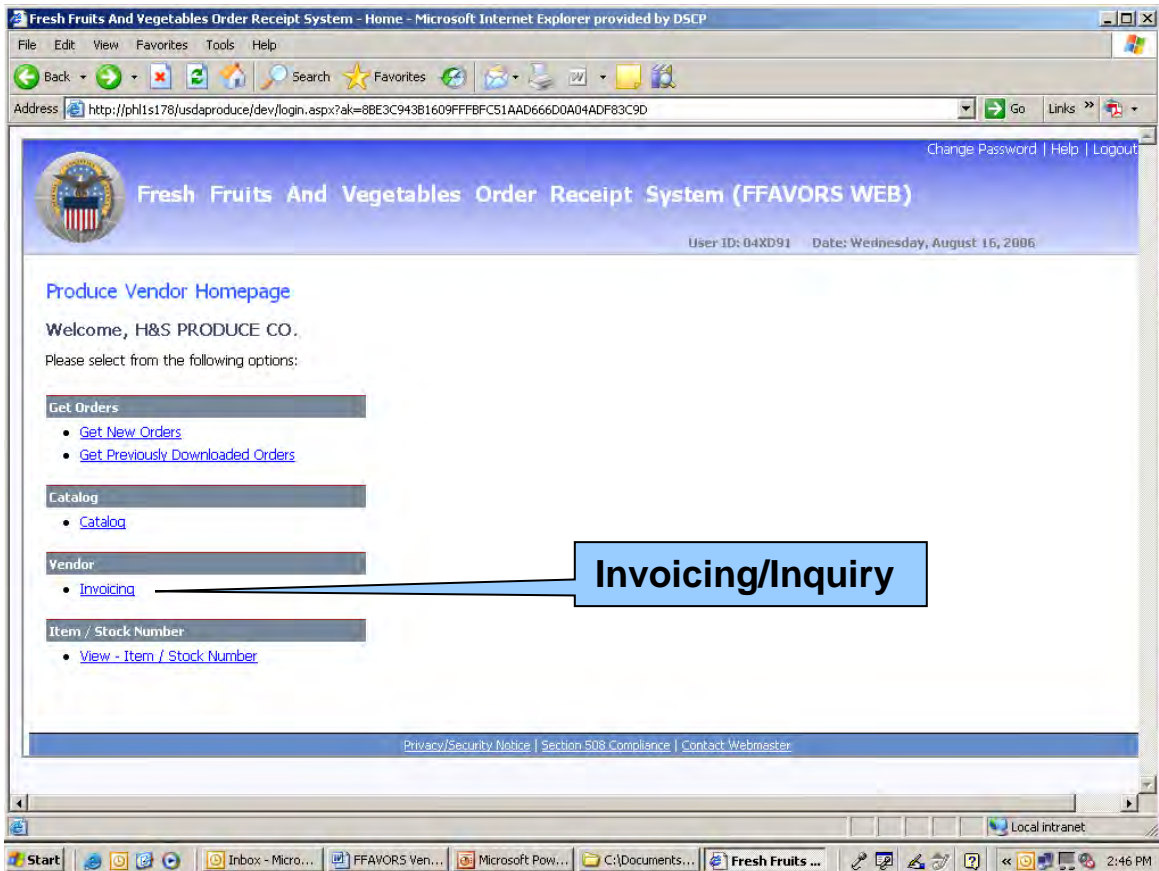 Fresh Fruits And Vegetables Order Receipt System - Home - Microsoft Internet Explorer provided by DSCP
File Edit View Favorites Tools Help
Back Search Favorites
Address http://phl1s178/usdaproduce/dev/login.aspx?ak=8BE3C943B1609FFFBFC51AAD666D0A04ADF83C9D Go Links »
Change Password | Help | Logout
Fresh Fruits And Vegetables Order Receipt System (FFAVORS WEB)
User ID: 04XD91 Date: Wednesday, August 16, 2006
Produce Vendor Homepage
Welcome, H&S PRODUCE CO.
Please select from the following options:
Get Orders
• Get New Orders
• Get Previously Downloaded Orders
Catalog
• Catalog
Vendor
• Invoicing
Invoicing/Inquiry
Item / Stock Number
• View - Item / Stock Number
Privacy/Security Notice | Section 508 Compliance | Contact Webmaster
Local intranet
Start Inbox - Micro... FFAVORS Ven... Microsoft Pow... C:\Documents... Fresh Fruits ... « 2:46 PM